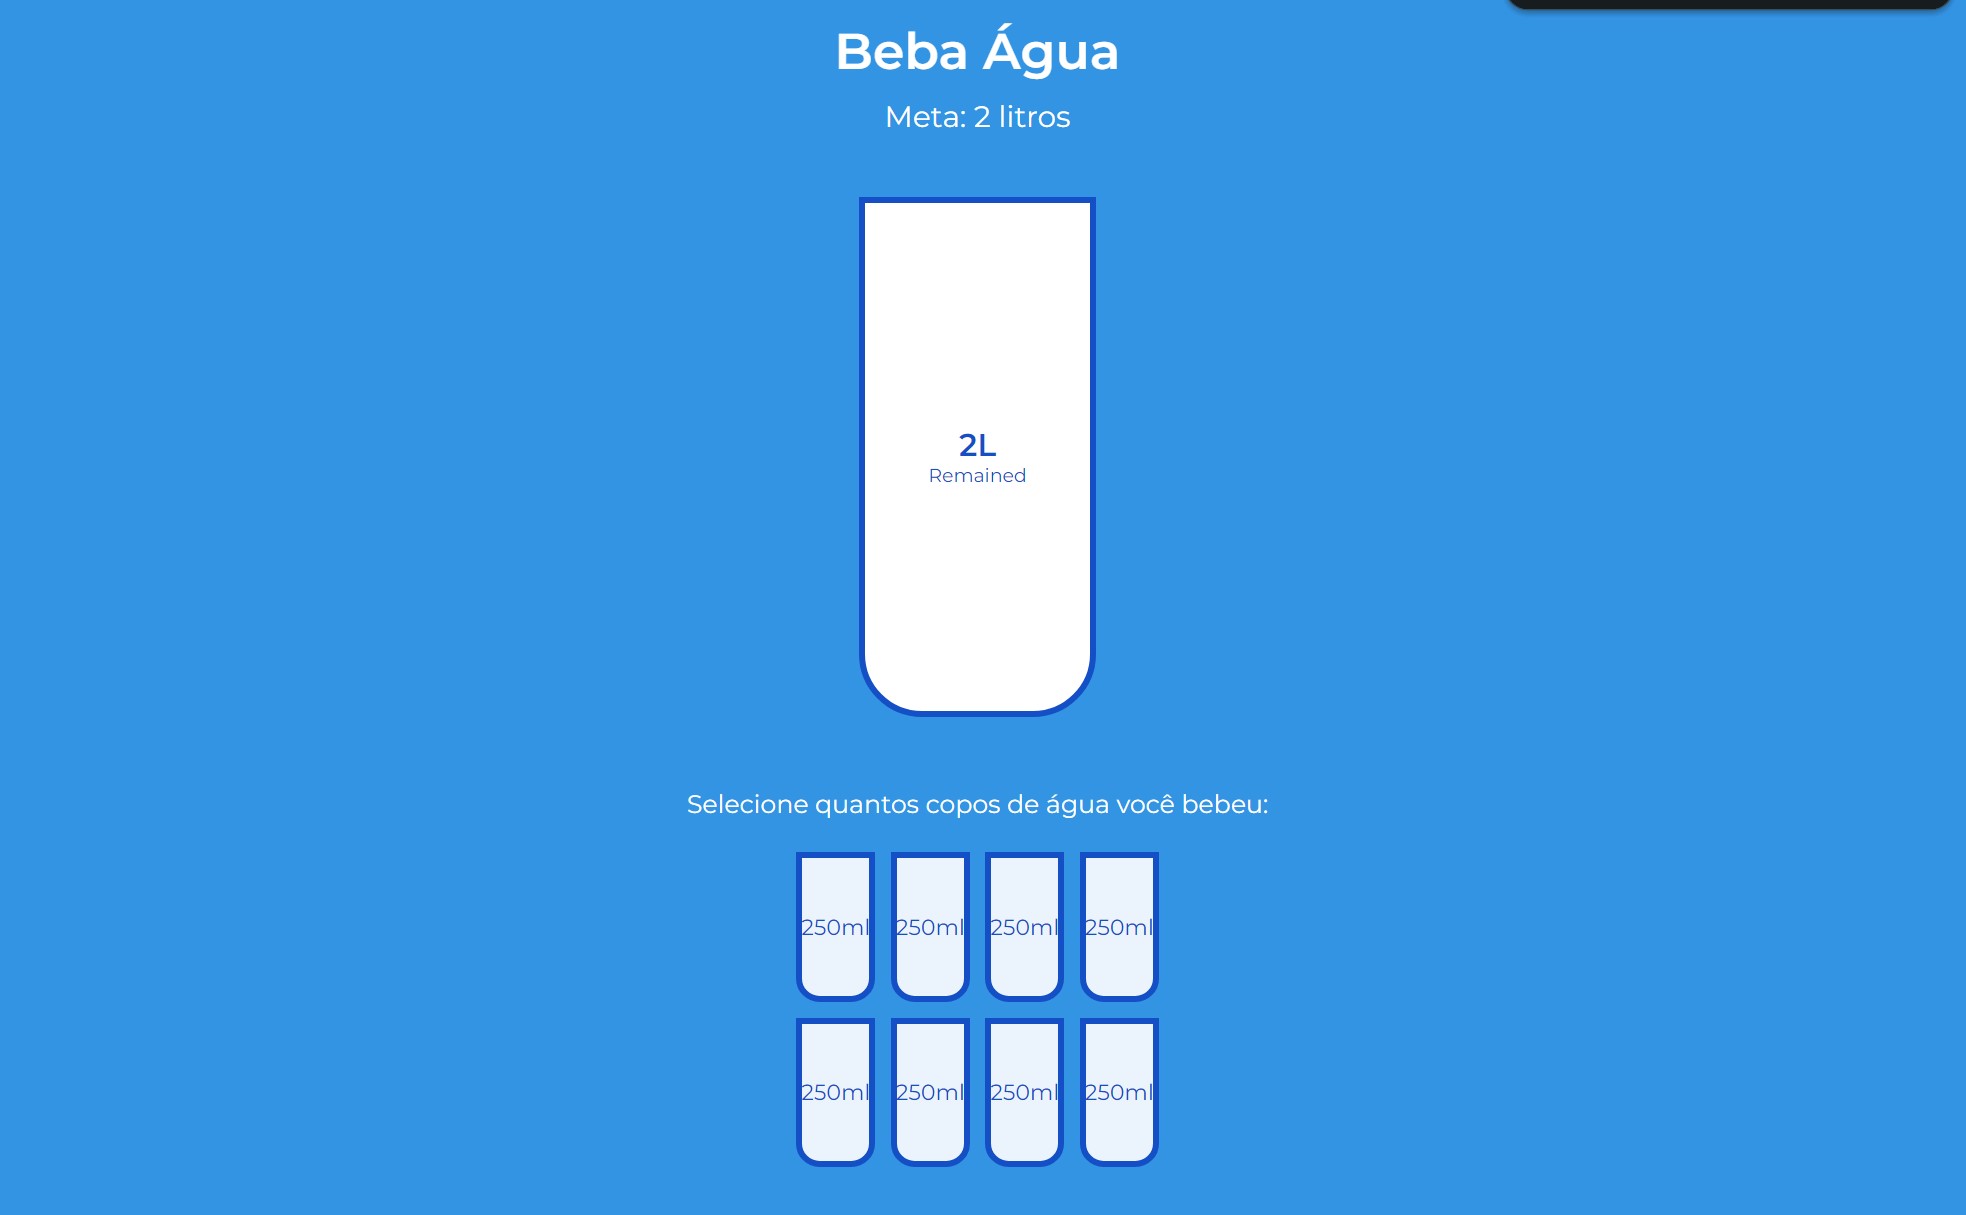 Beba Água
Meta: 2 litros
2L
Remained
Selecione quantos copos de água você bebeu:
250ml 250ml 250ml 250ml
250ml 250ml 250ml 250ml